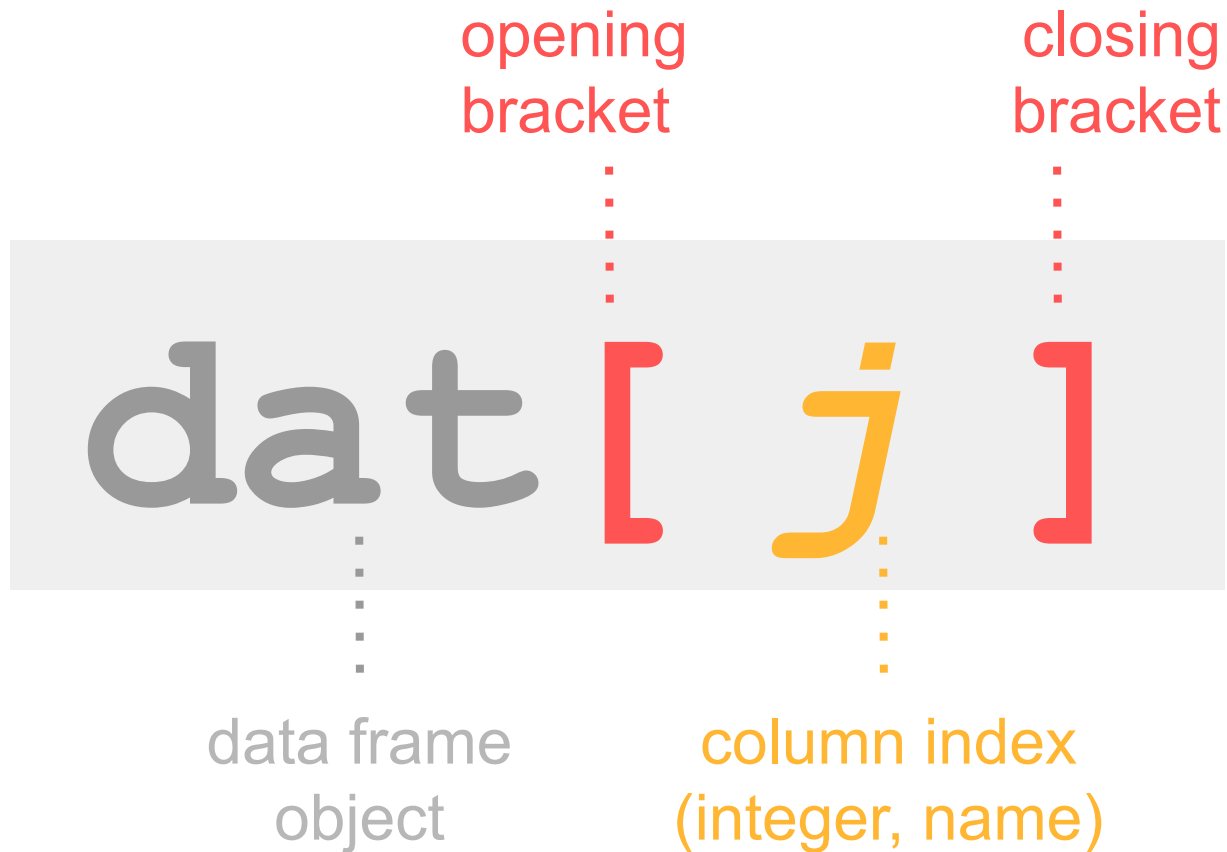 opening
bracket
closing
bracket
dat[ j ]
data frame
object
column index
(integer, name)